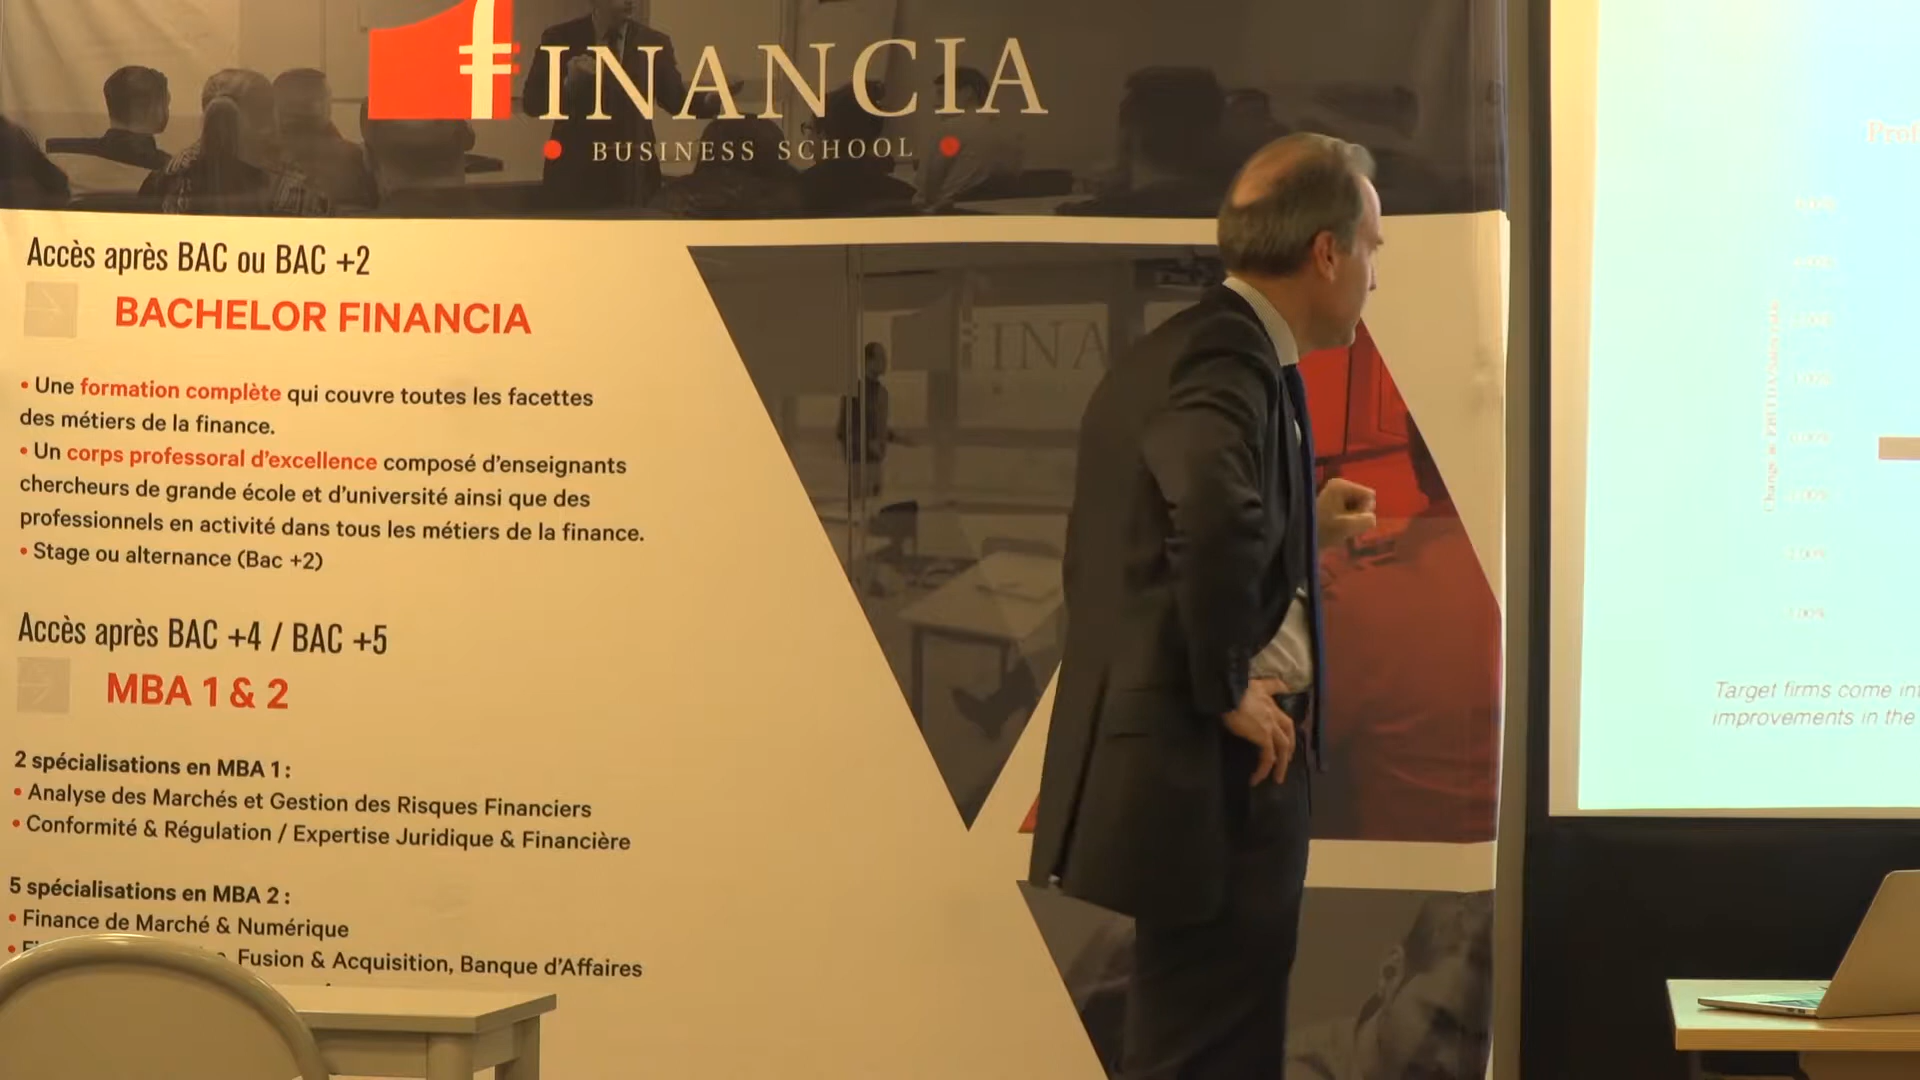 FINANCIA
BUSINESS SCHOOL
Accès après BAC ou BAC +2
BACHELOR FINANCIA
• Une formation complète qui couvre toutes les facettes
des métiers de la finance.
• Un corps professoral d'excellence composé d'enseignants
chercheurs de grande école et d'université ainsi que des
professionnels en activité dans tous les métiers de la finance.
• Stage ou alternance (Bac +2)
Accès après BAC +4 / BAC +5
MBA 1 & 2
2 spécialisations en MBA 1 :
• Analyse des Marchés et Gestion des Risques Financiers
• Conformité & Régulation / Expertise Juridique & Financière
5 spécialisations en MBA 2 :
• Finance de Marché & Numérique
Fusion & Acquisition, Banque d'Affaires
INA
Target firms come
improvements in the